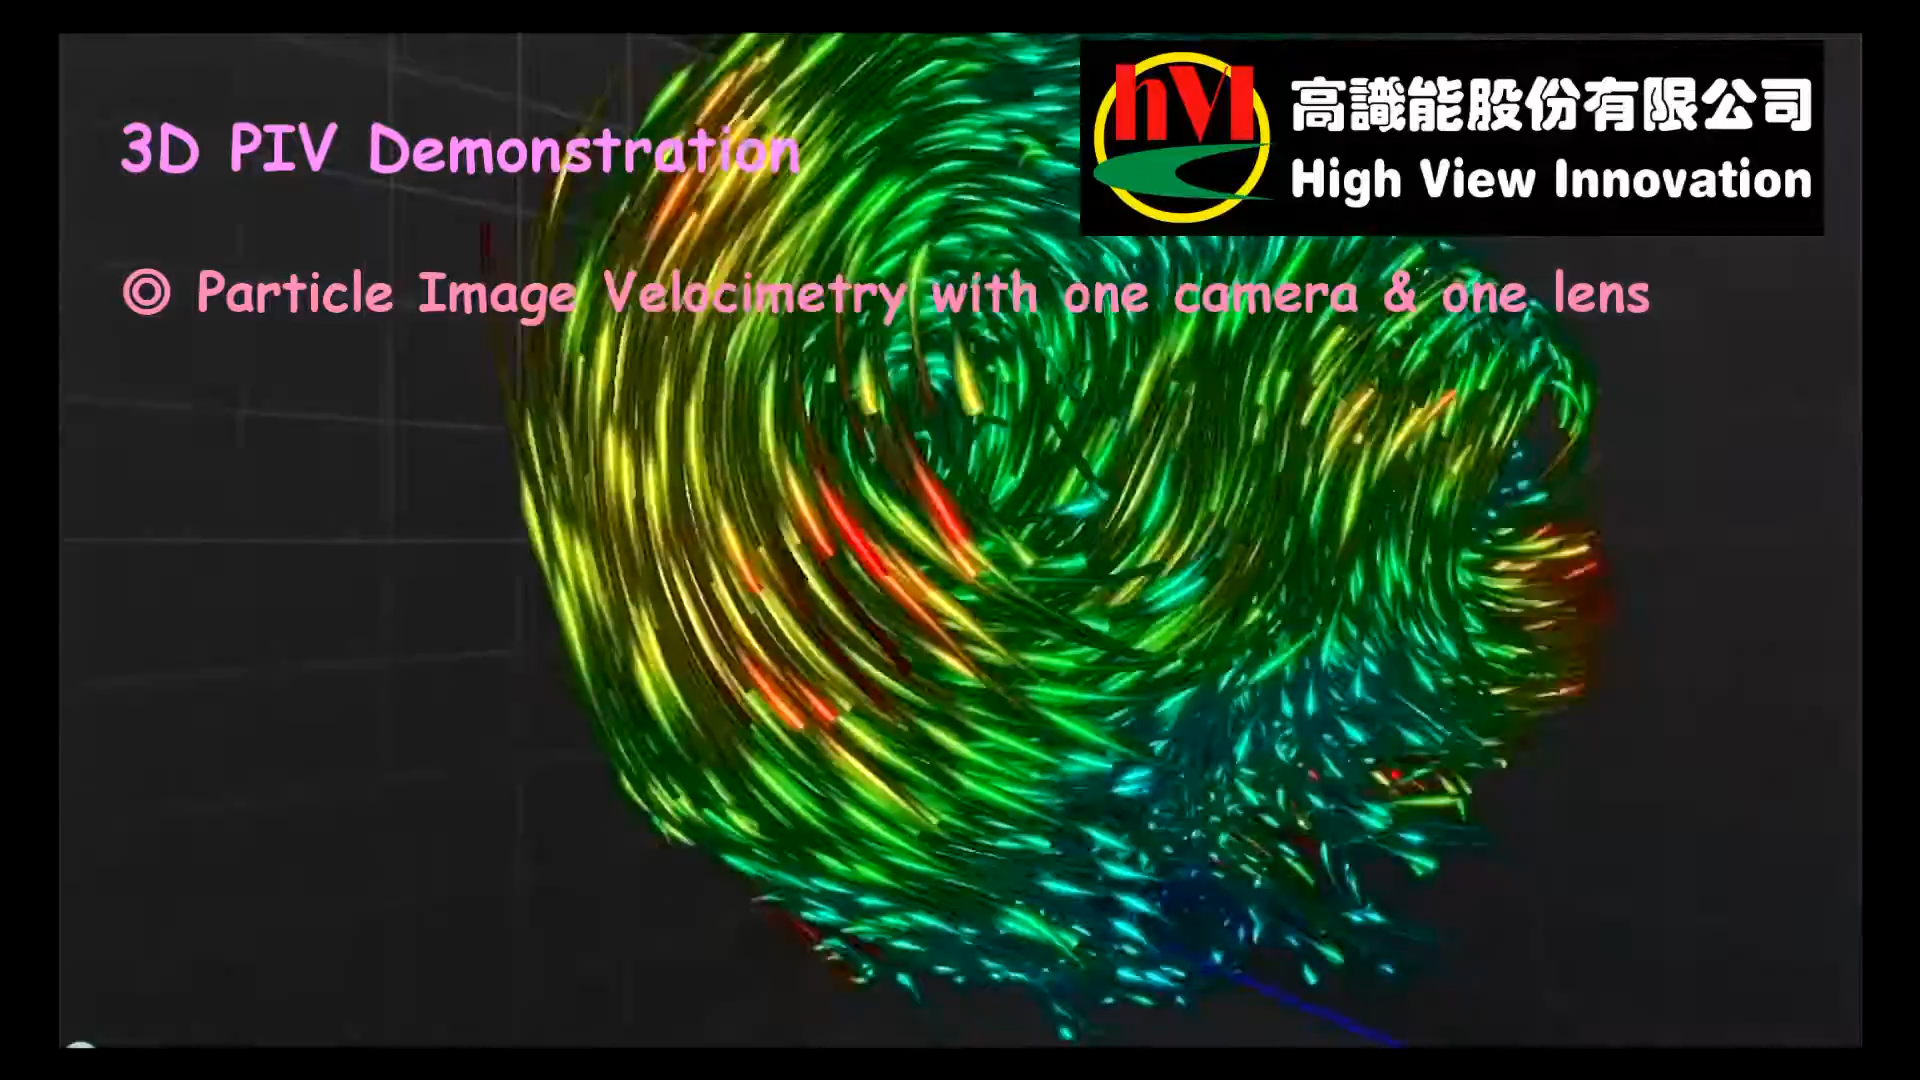 3D PIV Demonstration
hVI
高識能股份有限公司
High View Innovation
◎ Particle Image Velocimetry with one camera & one lens